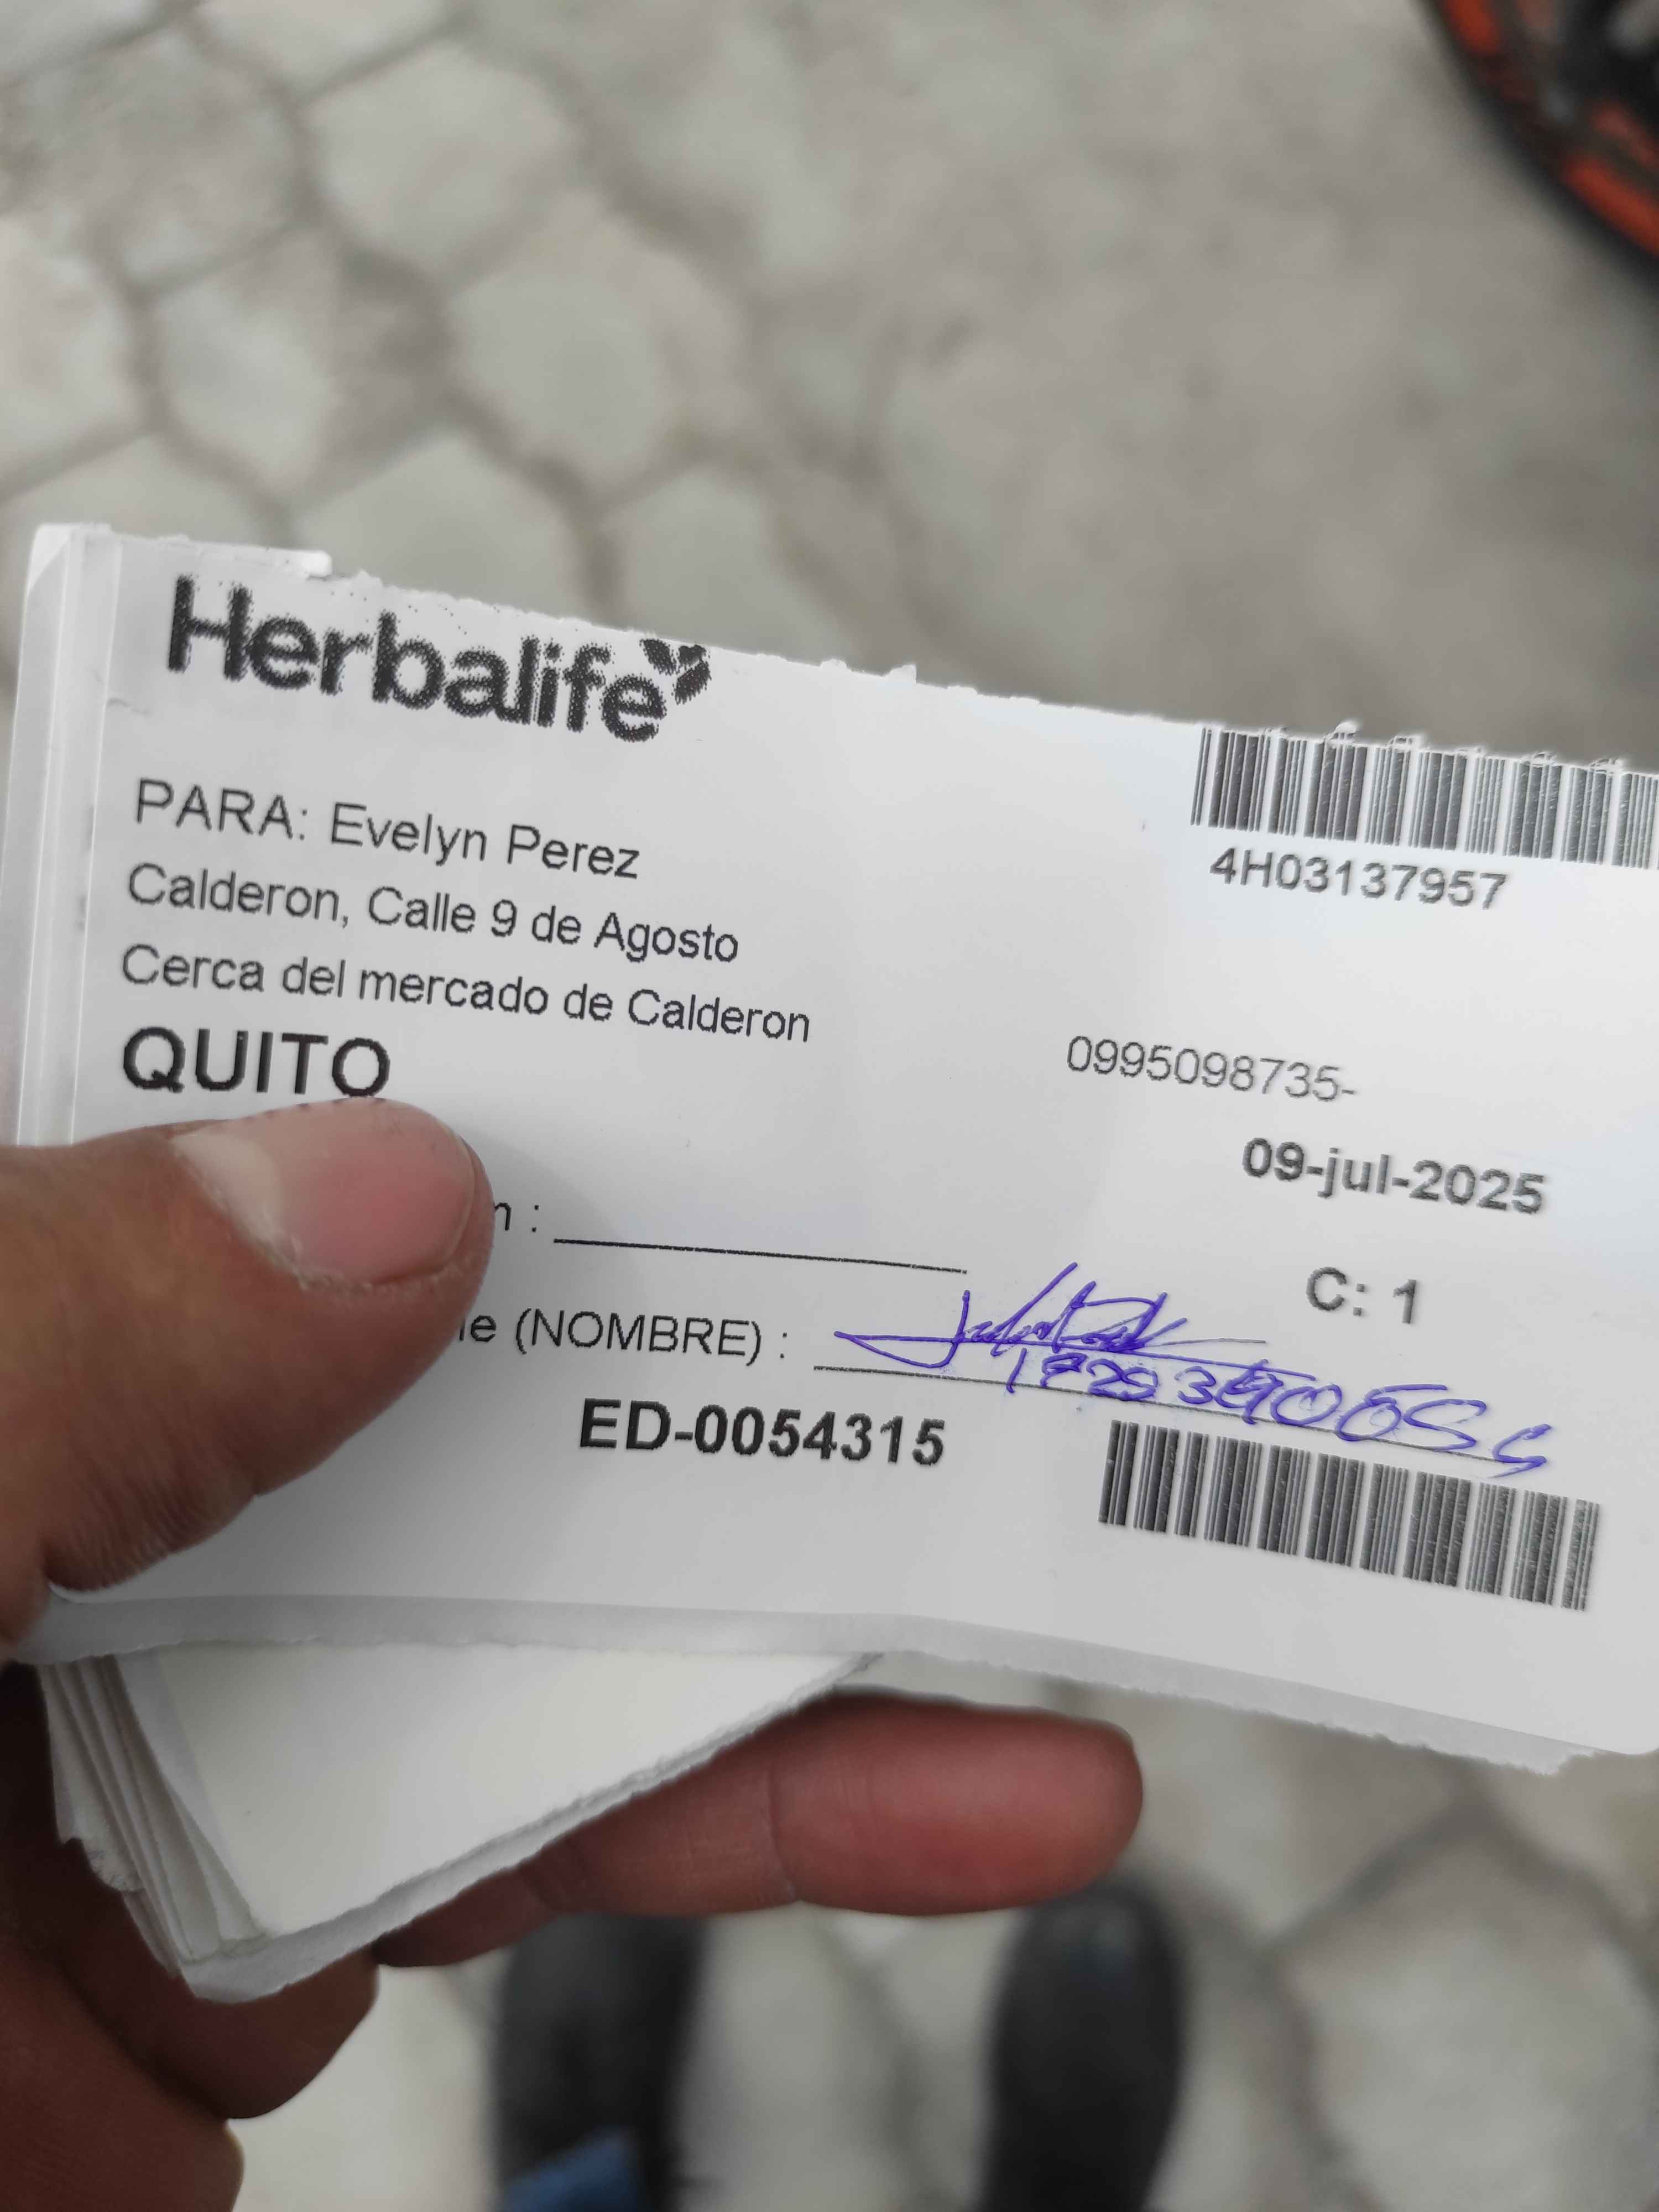 Herbalife
4H03137957
PARA: Evelyn Perez
Calderon, Calle 9 de Agosto
Cerca del mercado de Calderon
QUITO
0995098735-
09-jul-2025
C: 1
(NOMBRE) :
ED-0054315